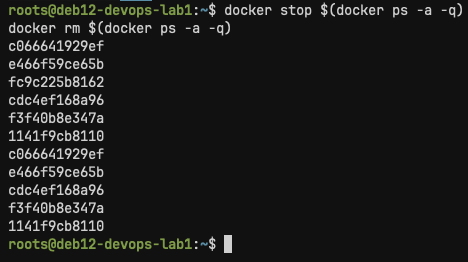 roots@deb12-devops-lab1:~$ docker stop $(docker ps -a -q)
docker rm $(docker ps -a -q)
c066641929ef
e466f59ce65b
fc9c225b8162
cdc4ef168a96
f3f40b8e347a
1141f9cb8110
c066641929ef
e466f59ce65b
cdc4ef168a96
f3f40b8e347a
1141f9cb8110
roots@deb12-devops-lab1:~$